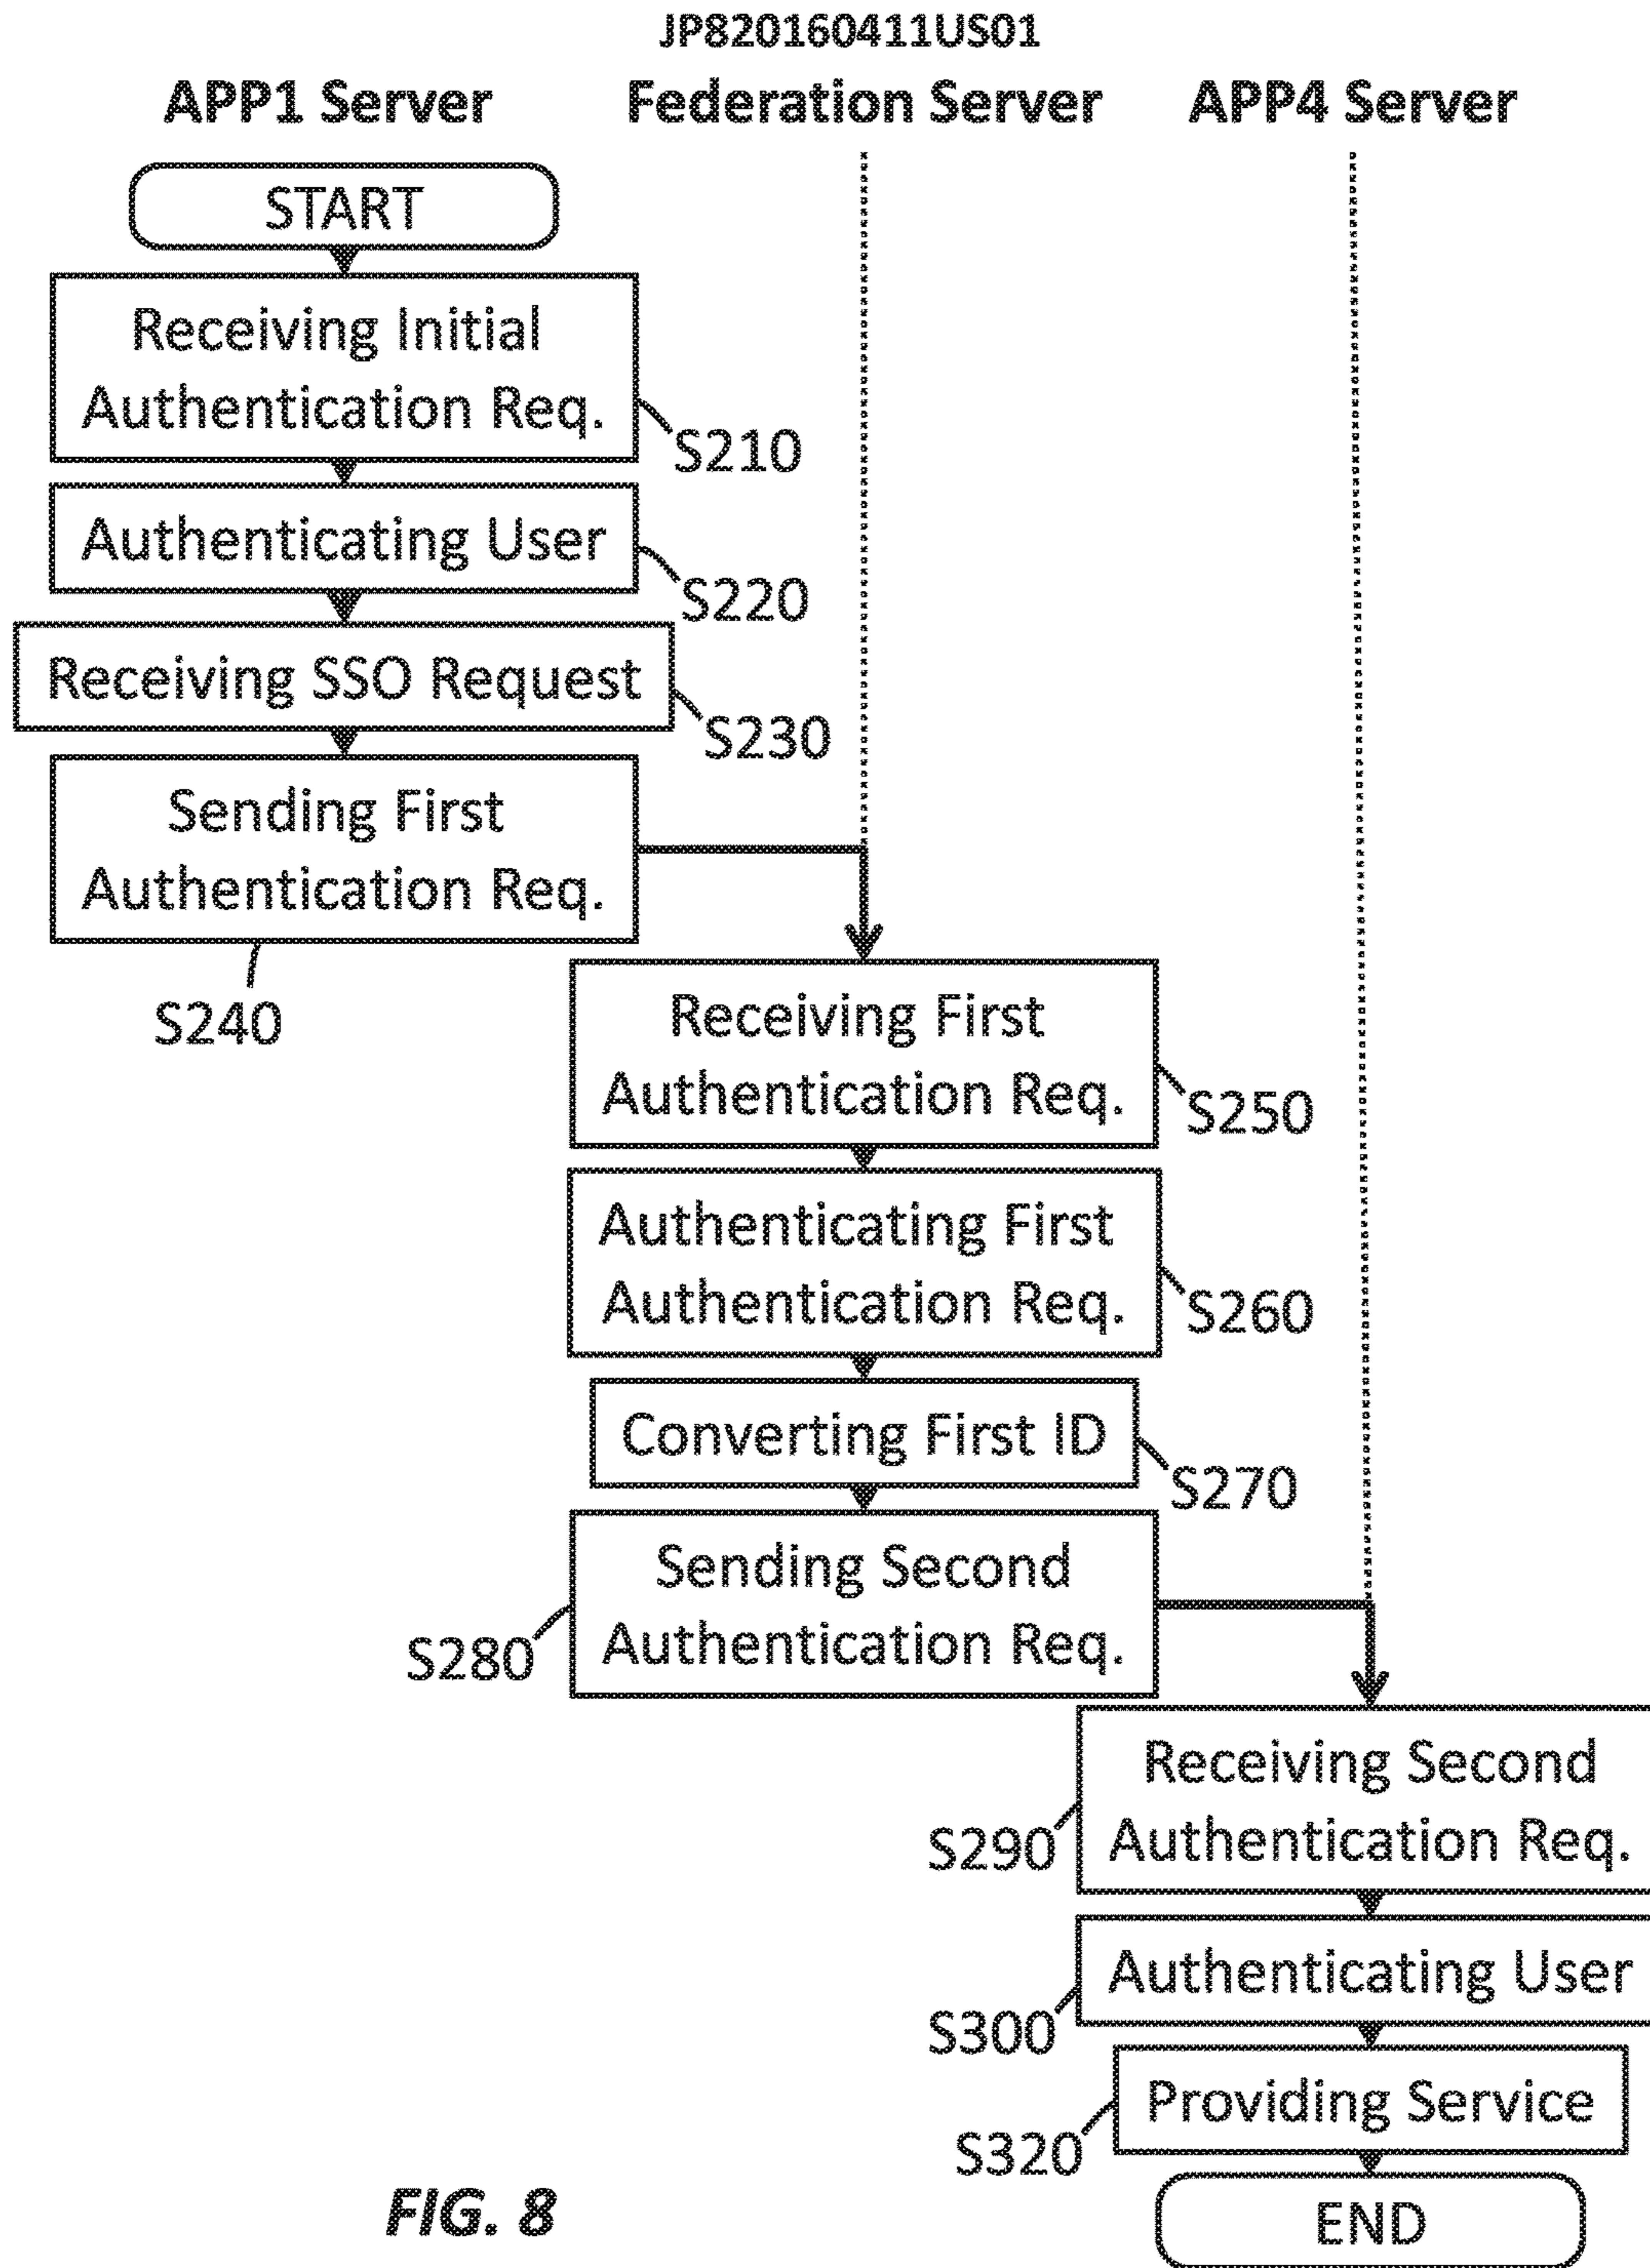 JP820160411US01
APP1 Server
Federation Server
APP4 Server
START
Receiving Initial
Authentication Req.
S210
Authenticating User
S220
Receiving SSO Request
S230
Sending First
Authentication Req.
S240
Receiving First
Authentication Req.
S250
Authenticating First
Authentication Req.
S260
Converting First ID
S270
Sending Second
Authentication Req.
S280
Receiving Second
Authentication Req.
S290
Authenticating User
S300
Providing Service
S320
END
FIG. 8